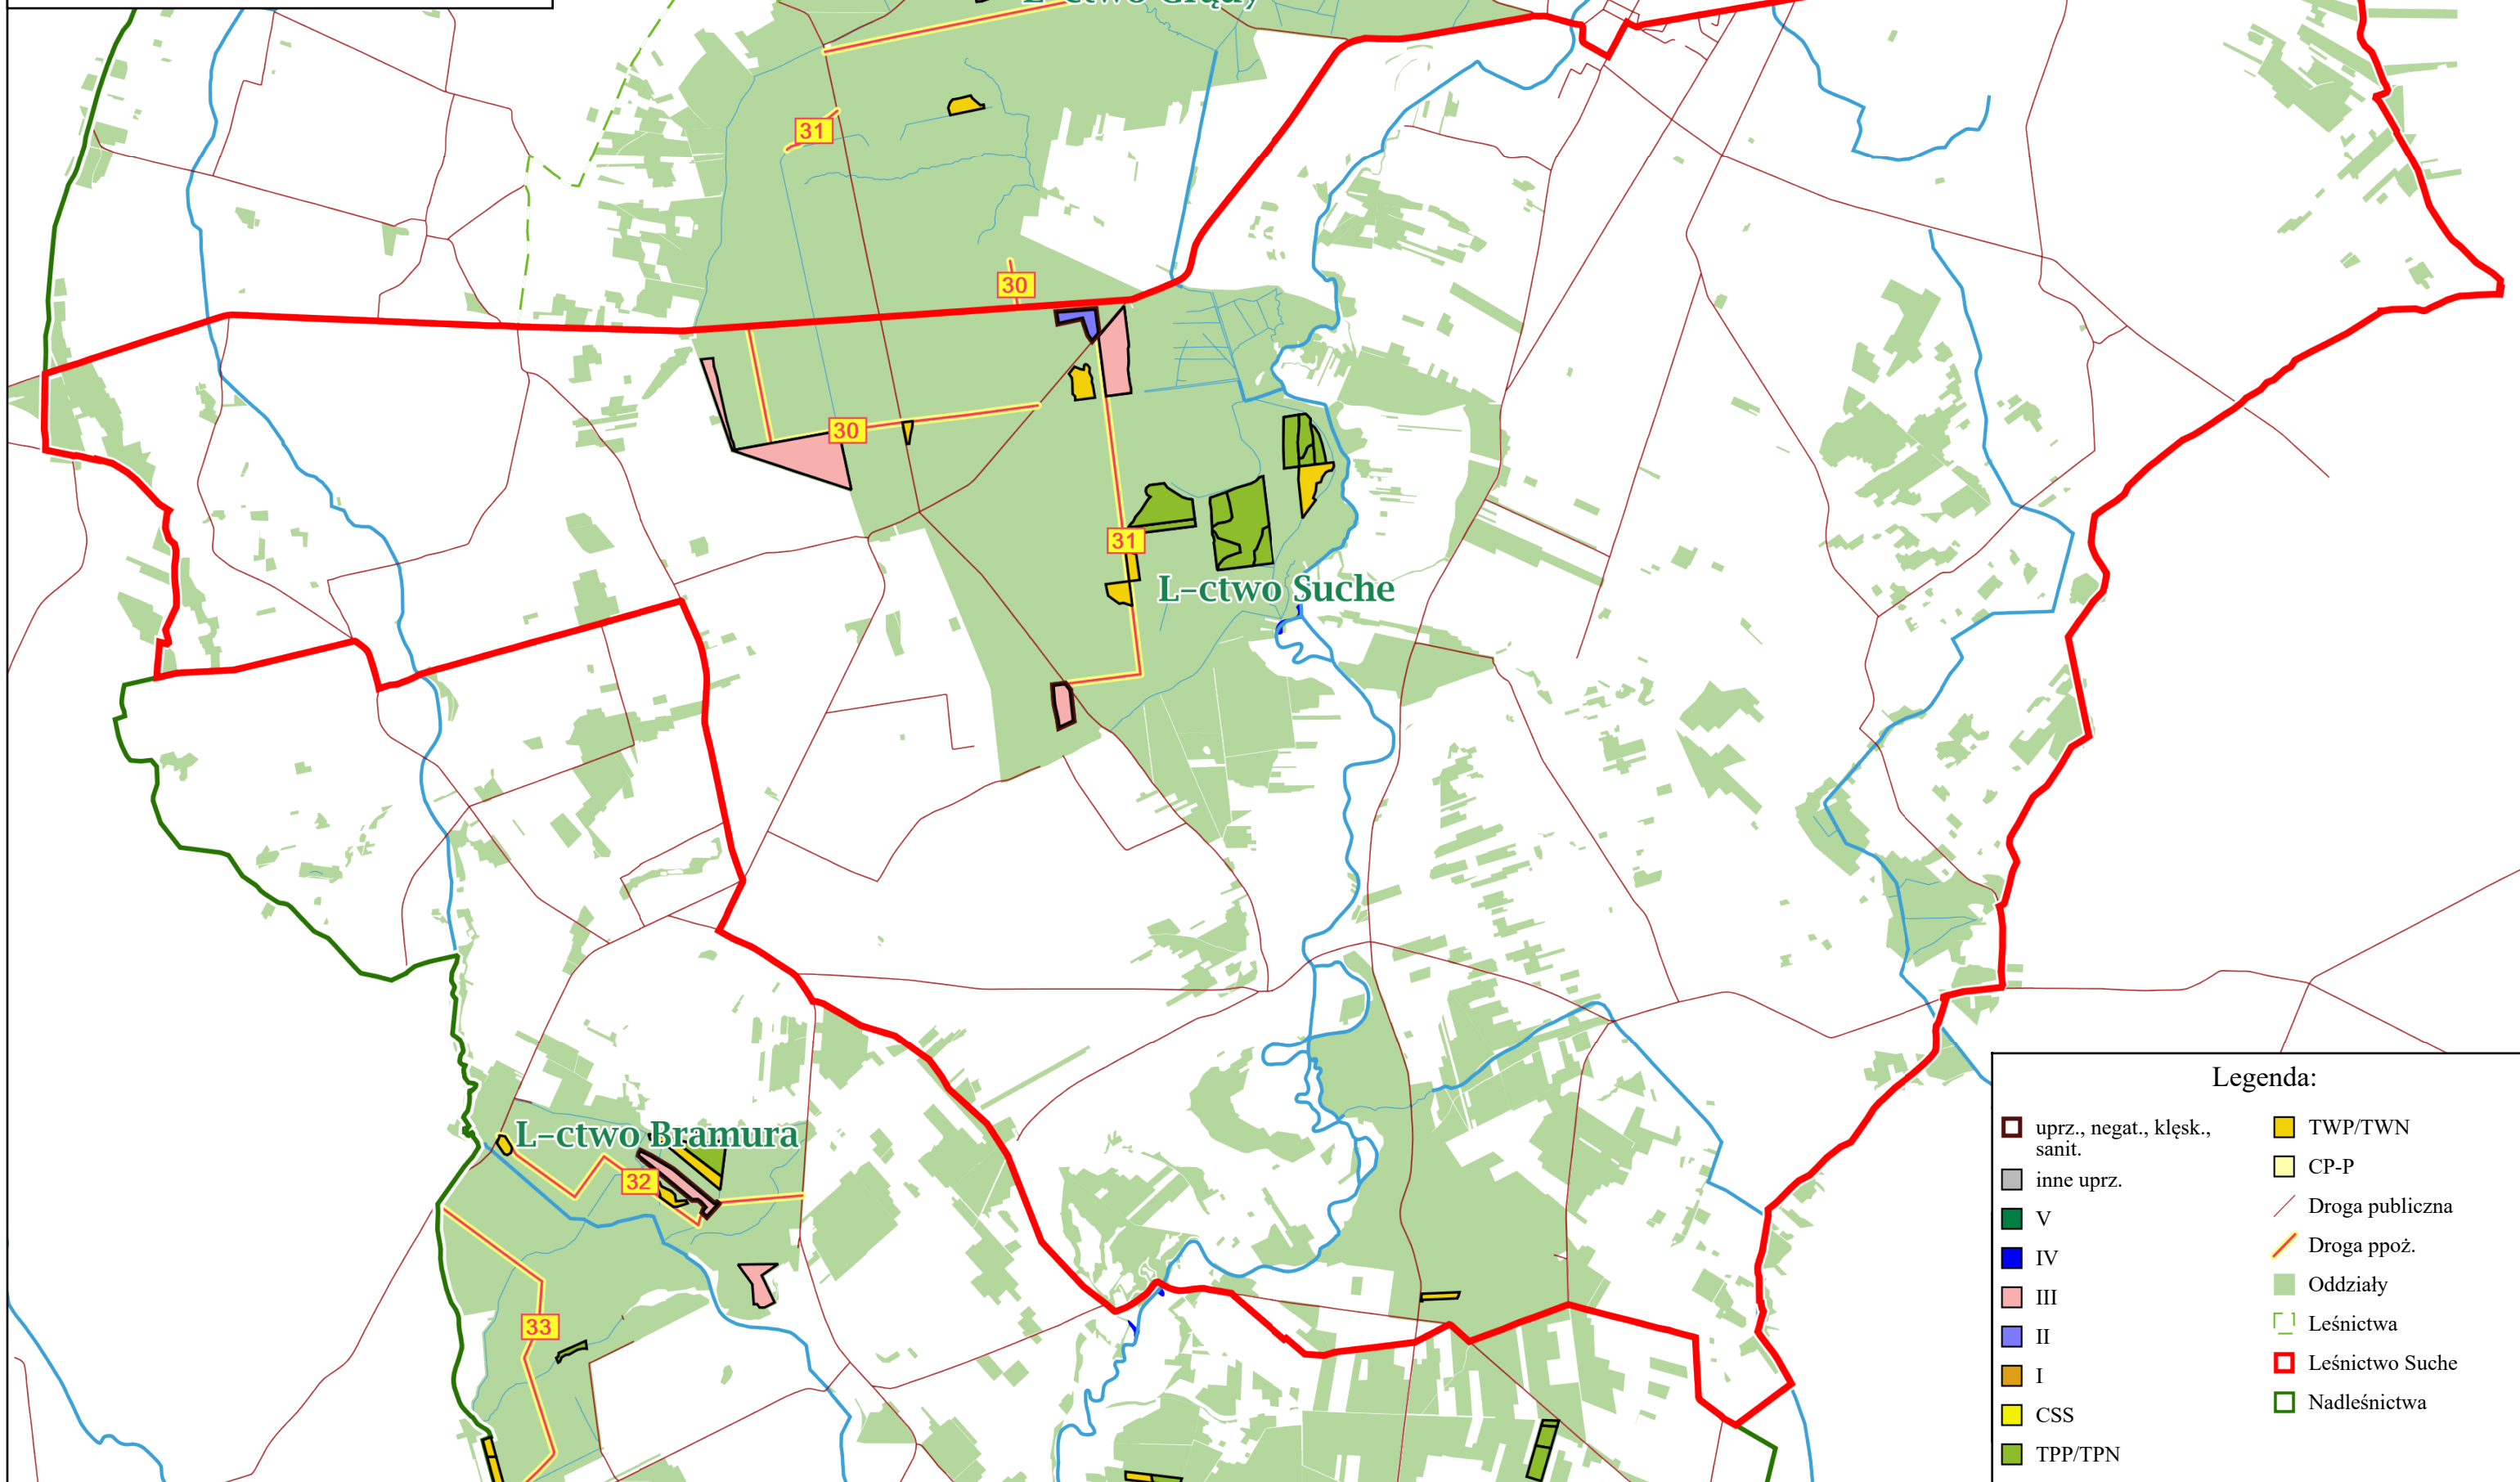 31
30
30
31
L-ctwo Suche
L-ctwo Bramura
32
33
Legenda:
uprz., negat., klęsk.,
sanit.
inne uprz.
V
IV
III
II
I
CSS
TPP/TPN
TWP/TWN
CP-P
Droga publiczna
Droga ppoż.
Oddziały
Leśnictwa
Leśnictwo Suche
Nadleśnictwa